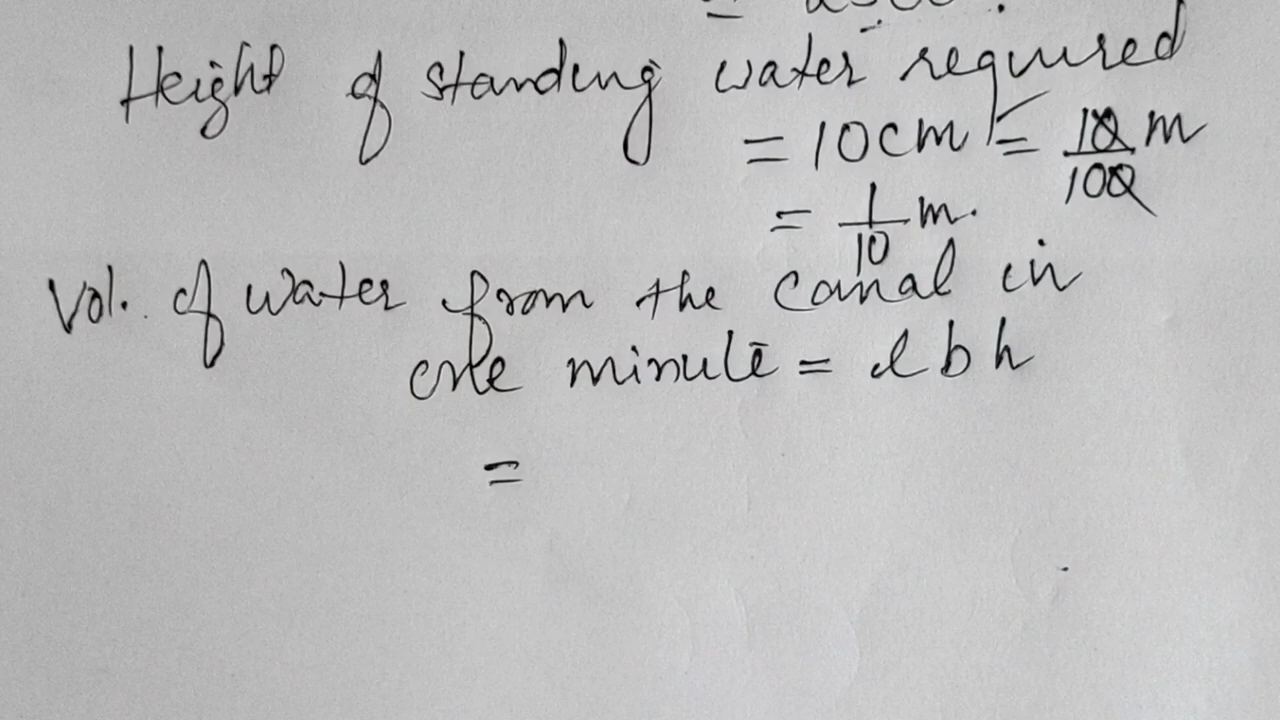 Height of standing water required
= 10cm = 10/100 m
= 1/10 m.
Vol. of water from the canal in
one minute = l b h
=